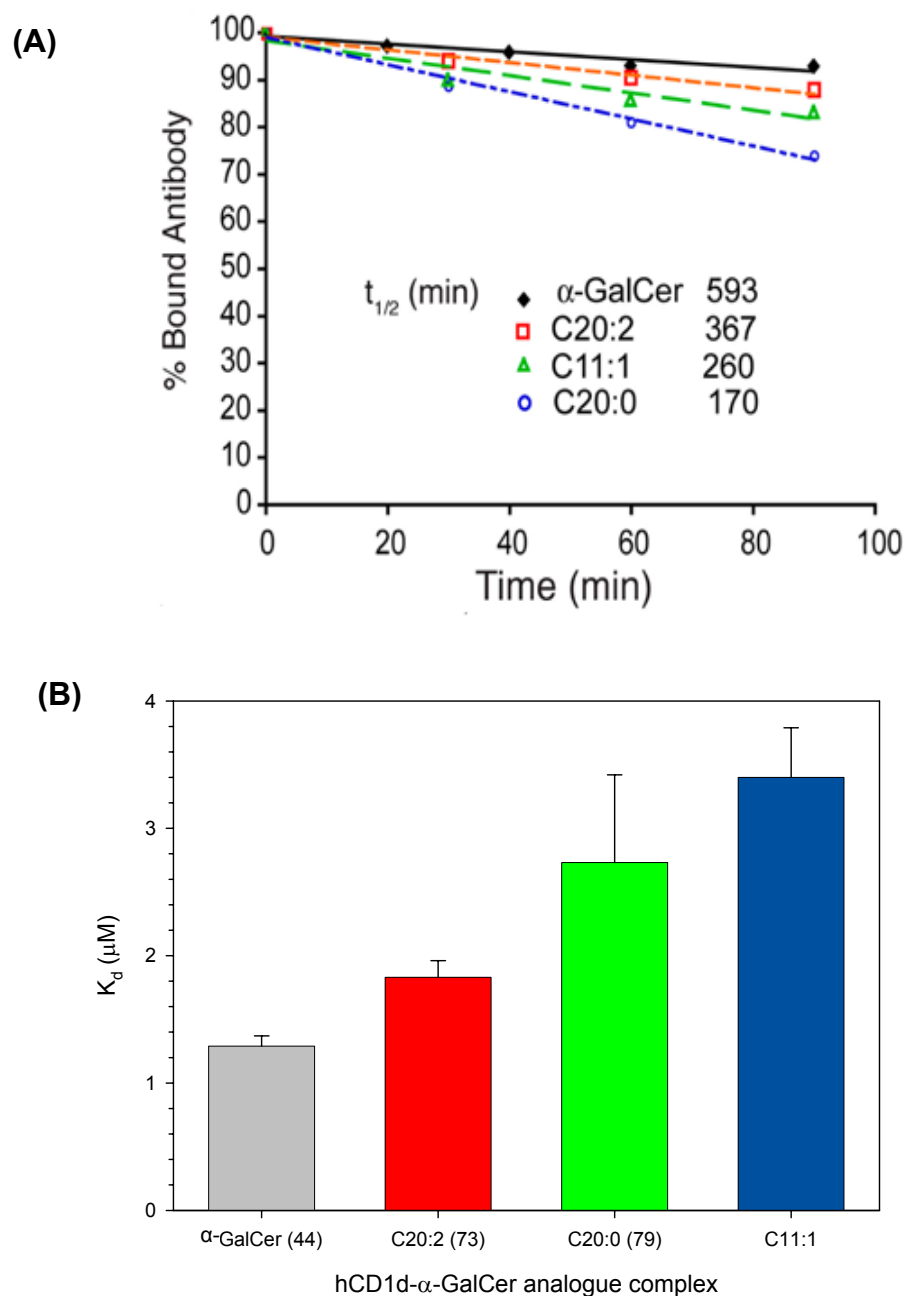 (A)
100
90
80
70
60
50
40
30
20
10
0
% Bound Antibody
t1/2 (min)
α-GalCer 593
C20:2 367
C11:1 260
C20:0 170
0 20 40 60 80 100
Time (min)
(B)
4
3
2
1
0
Kd (μM)
α-GalCer (44) C20:2 (73) C20:0 (79) C11:1
hCD1d-α-GalCer analogue complex